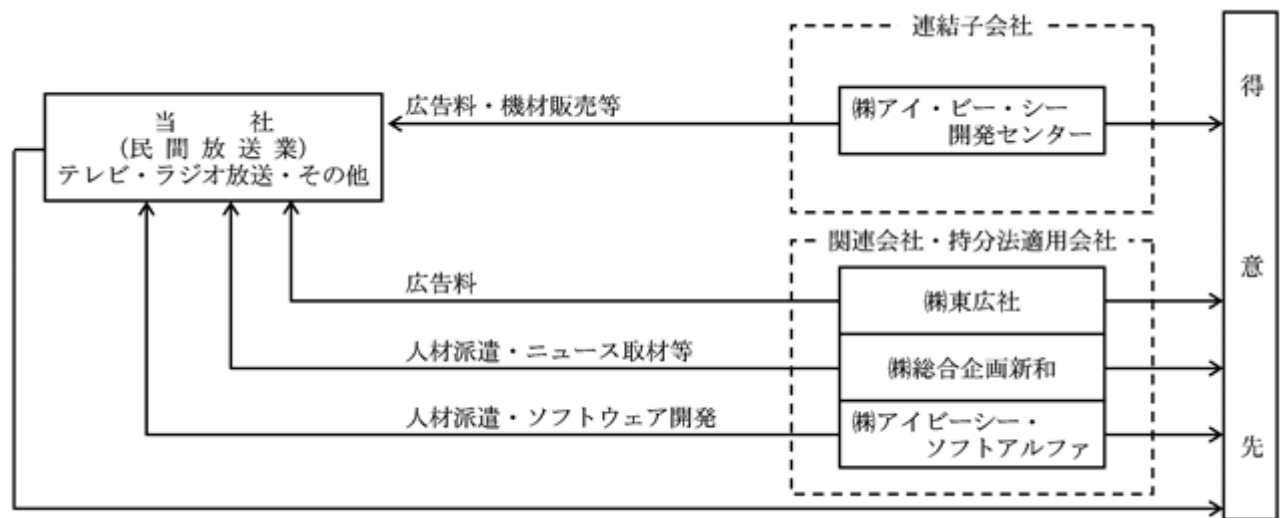 連結子会社
当　　　社
(民 間 放 送 業)
テレビ・ラジオ放送・その他
広告料・機材販売等
㈱アイ・ビー・シー
開発センター
関連会社・持分法適用会社
広告料
㈱東広社
人材派遣・ニュース取材等
㈱総合企画新和
人材派遣・ソフトウェア開発
㈱アイビーシー・
ソフトアルファ
得
意
先